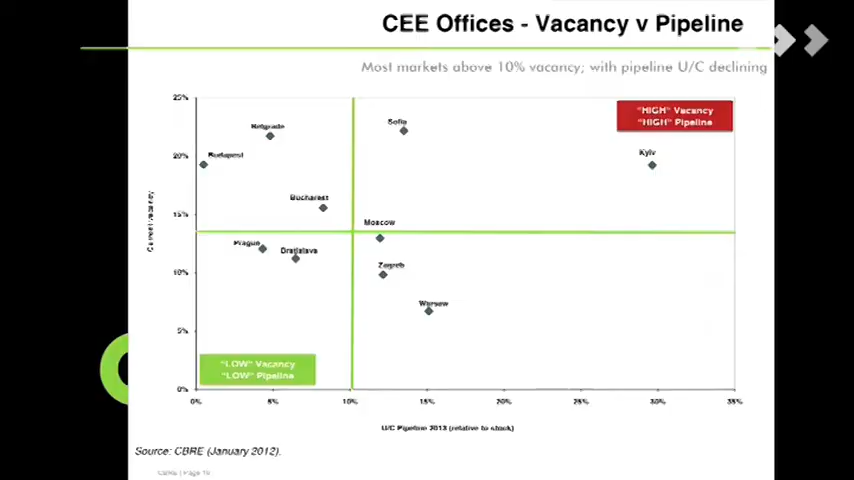 CEE Offices - Vacancy v Pipeline
Most markets above 10% vacancy; with pipeline U/C declining
25%
20%
15%
10%
5%
0%
Current vacancy
"HIGH" Vacancy
"HIGH" Pipeline
Belgrade
Sofia
Budapest
Kyiv
Bucharest
Moscow
Prague
Bratislava
Zagreb
Warsaw
"LOW" Vacancy
"LOW" Pipeline
0%
5%
10%
15%
20%
25%
30%
35%
U/C Pipeline 2013 (relative to stock)
Source: CBRE (January 2012).
CBRE | Page